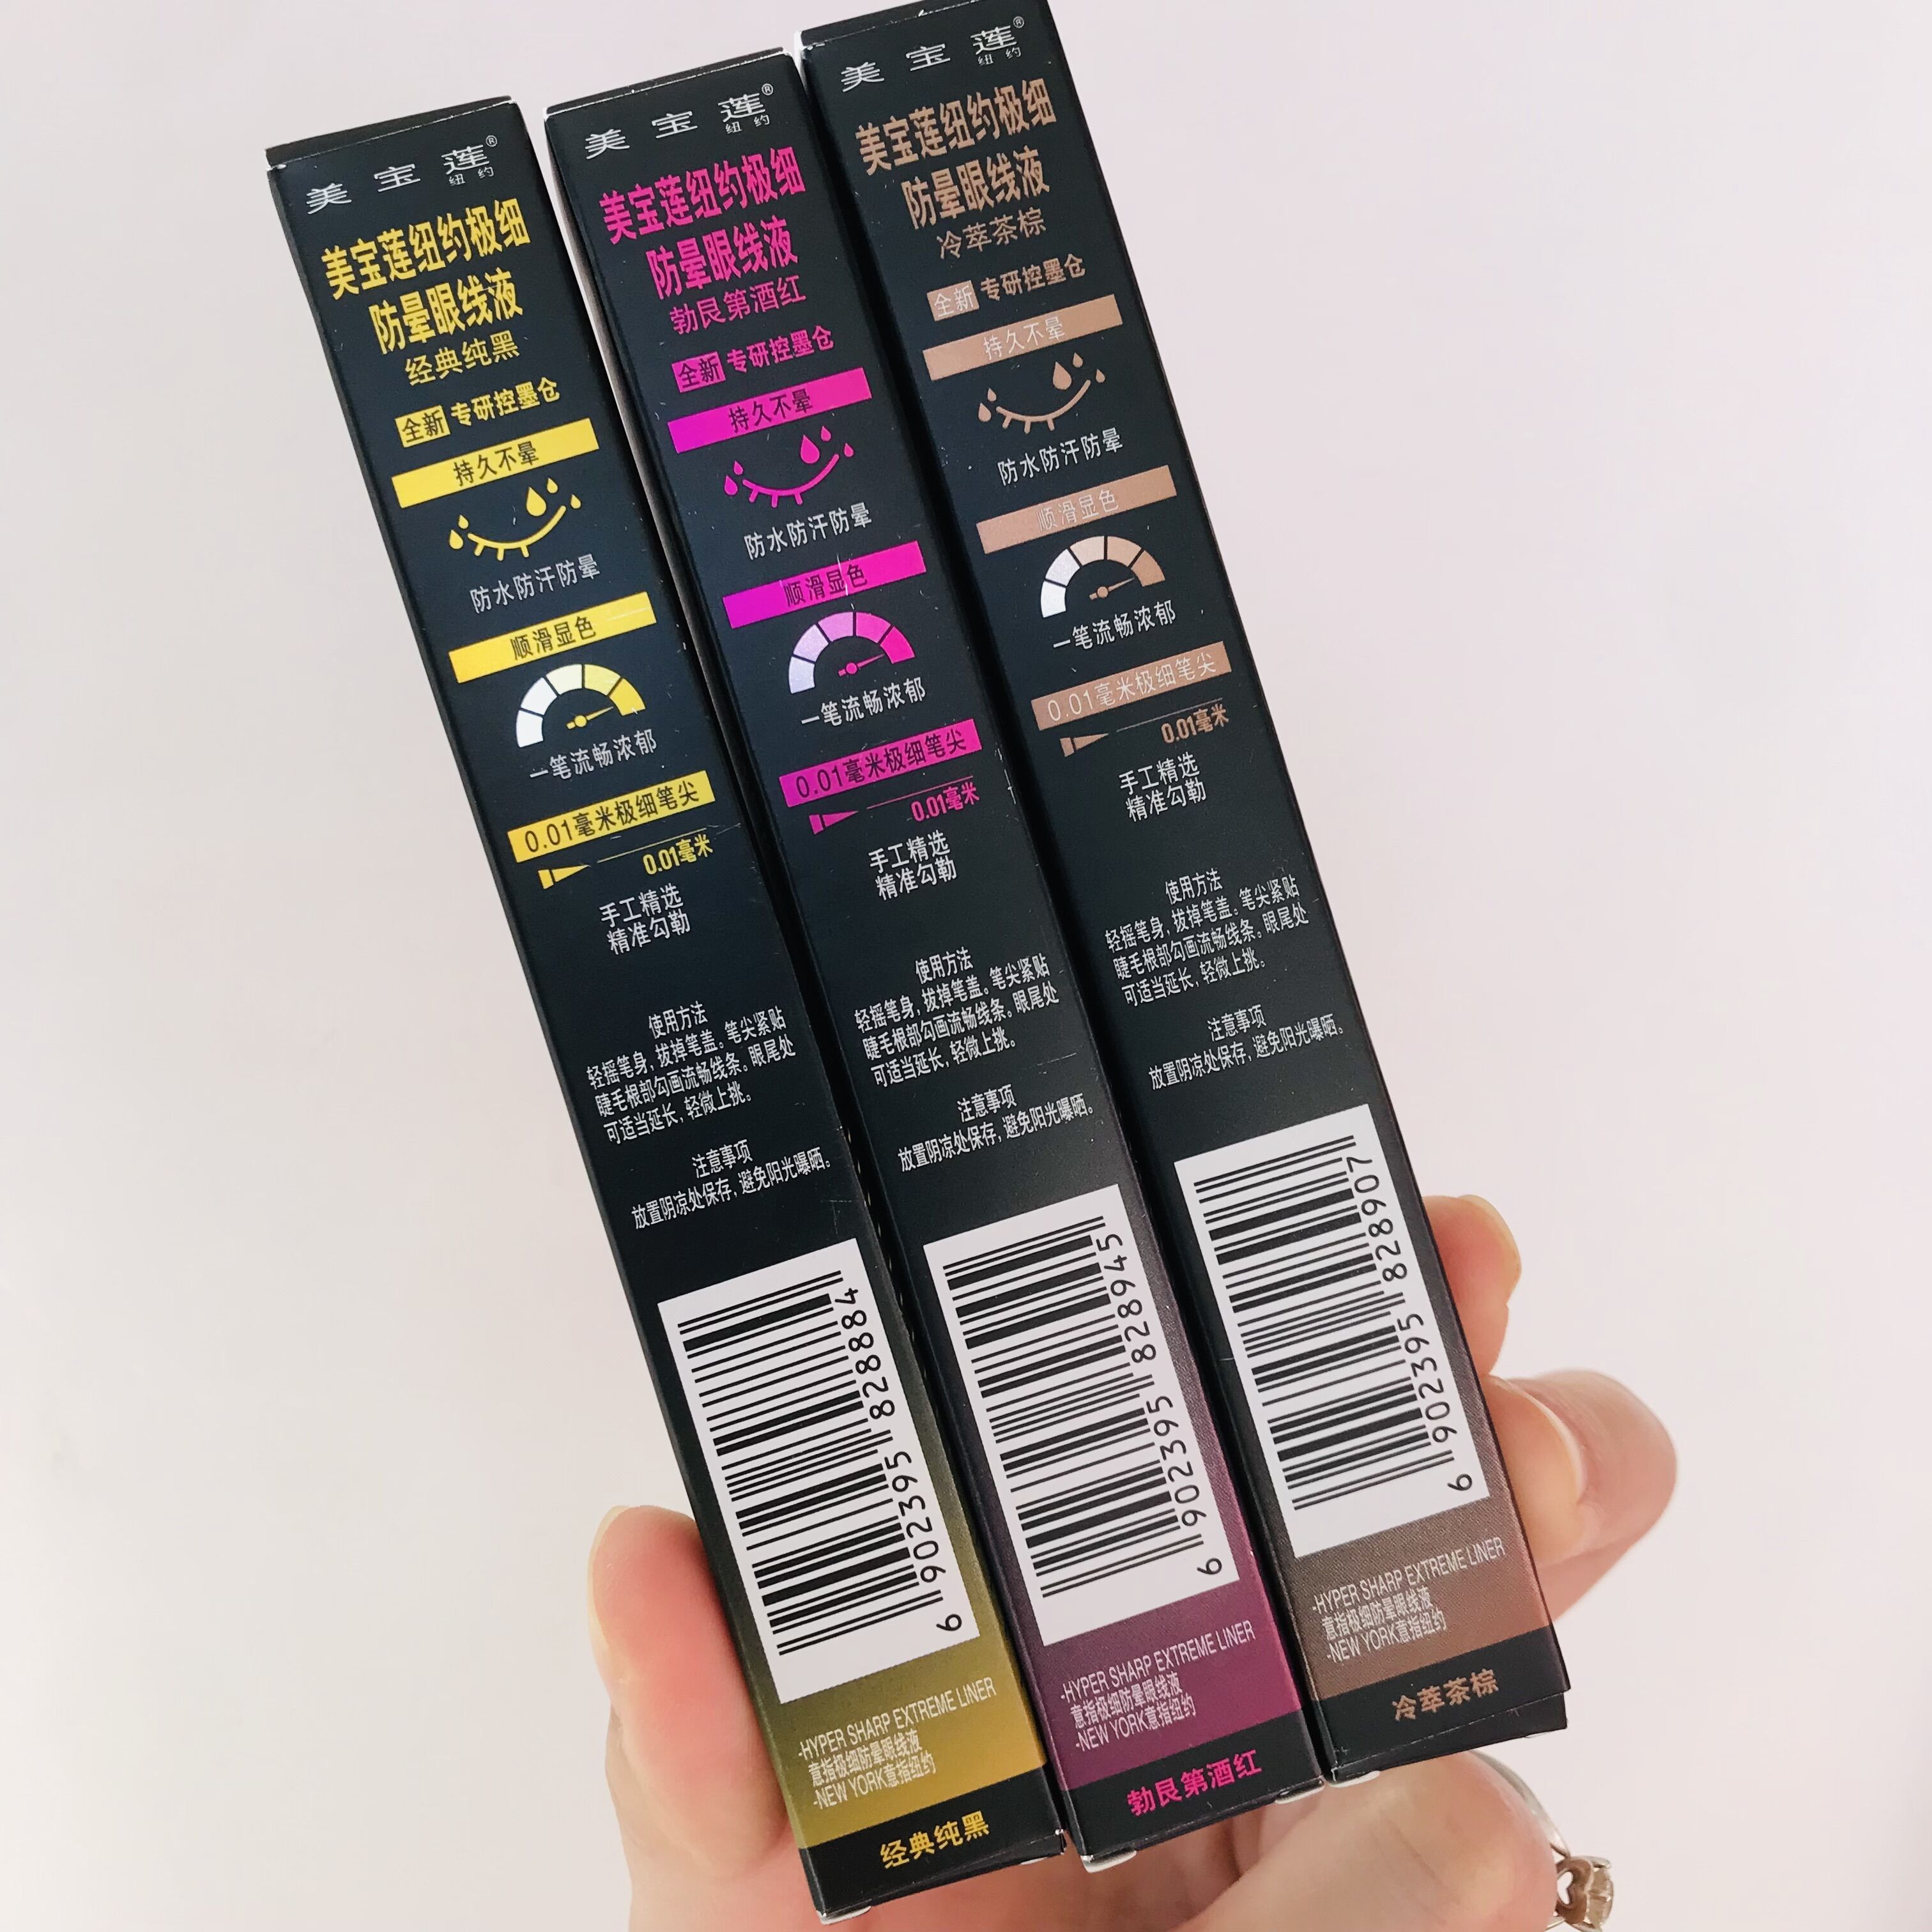 美宝莲®
纽约
美宝莲纽约极细
防晕眼线液
经典纯黑
全新 专研控墨仓
持久不晕
防水防汗防晕
顺滑显色
一笔流畅浓郁
0.01毫米极细笔尖
0.01毫米
手工精选
精准勾勒
使用方法
轻摇笔身,拔掉笔盖。笔尖紧贴
睫毛根部勾画流畅线条。眼尾处
可适当延长,轻微上挑。
注意事项
放置阴凉处保存,避免阳光曝晒。
6 902395 828884
-HYPER SHARP EXTREME LINER
意指极细防晕眼线液
-NEW YORK意指纽约
经典纯黑
美宝莲®
纽约
美宝莲纽约极细
防晕眼线液
勃艮第酒红
全新 专研控墨仓
持久不晕
防水防汗防晕
顺滑显色
一笔流畅浓郁
0.01毫米极细笔尖
0.01毫米
手工精选
精准勾勒
使用方法
轻摇笔身,拔掉笔盖。笔尖紧贴
睫毛根部勾画流畅线条。眼尾处
可适当延长,轻微上挑。
注意事项
放置阴凉处保存,避免阳光曝晒。
6 902395 828945
-HYPER SHARP EXTREME LINER
意指极细防晕眼线液
-NEW YORK意指纽约
勃艮第酒红
美宝莲®
纽约
美宝莲纽约极细
防晕眼线液
冷萃茶棕
全新 专研控墨仓
持久不晕
防水防汗防晕
顺滑显色
一笔流畅浓郁
0.01毫米极细笔尖
0.01毫米
手工精选
精准勾勒
使用方法
轻摇笔身,拔掉笔盖。笔尖紧贴
睫毛根部勾画流畅线条。眼尾处
可适当延长,轻微上挑。
注意事项
放置阴凉处保存,避免阳光曝晒。
6 902395 828907
-HYPER SHARP EXTREME LINER
意指极细防晕眼线液
-NEW YORK意指纽约
冷萃茶棕